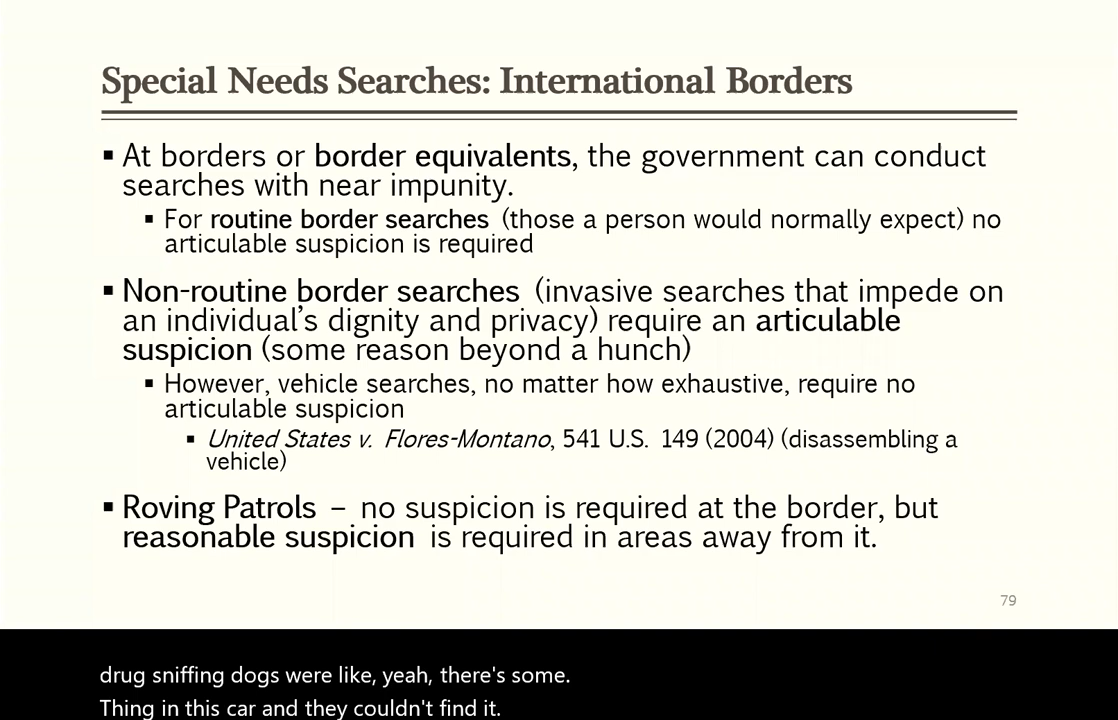 Special Needs Searches: International Borders
▪ At borders or border equivalents, the government can conduct
searches with near impunity.
▪ For routine border searches (those a person would normally expect) no
articulable suspicion is required
▪ Non-routine border searches (invasive searches that impede on
an individual’s dignity and privacy) require an articulable
suspicion (some reason beyond a hunch)
▪ However, vehicle searches, no matter how exhaustive, require no
articulable suspicion
▪ United States v. Flores-Montano, 541 U.S. 149 (2004) (disassembling a
vehicle)
▪ Roving Patrols – no suspicion is required at the border, but
reasonable suspicion is required in areas away from it.
79
drug sniffing dogs were like, yeah, there's some.
Thing in this car and they couldn't find it.